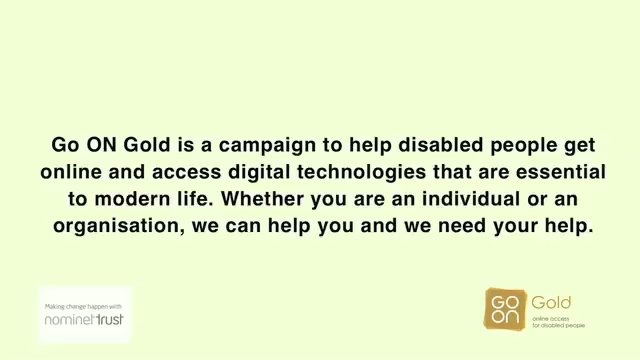 Go ON Gold is a campaign to help disabled people get
online and access digital technologies that are essential
to modern life. Whether you are an individual or an
organisation, we can help you and we need your help.
Making change happen with
nominettrust
GO ON Gold
online access
for disabled people